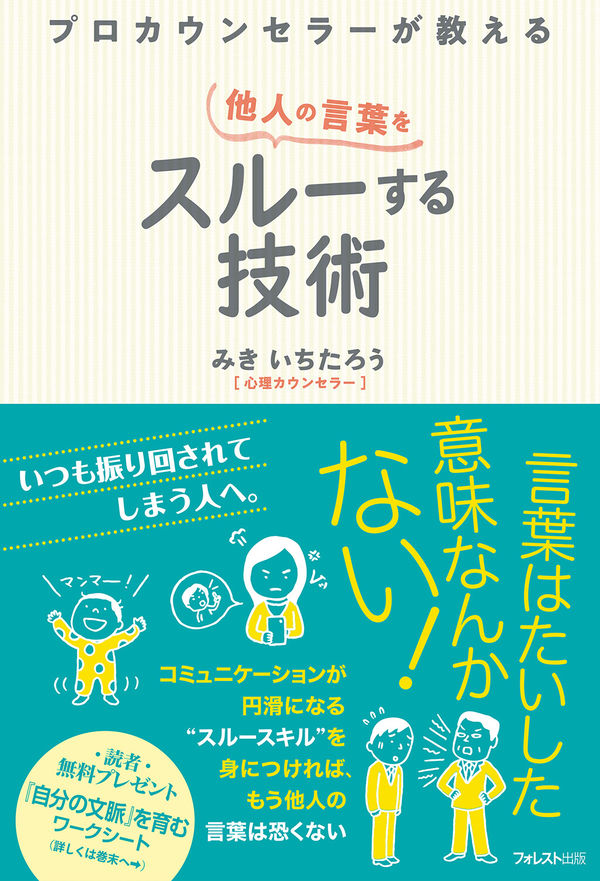 プロカウンセラーが教える
他人の言葉を
スルーする
技術
みき いちたろう
[ 心理カウンセラー ]
いつも振り回されて
しまう人へ。
言葉はたいした
意味なんか
ない!
マンマー!
コミュニケーションが
円滑になる
“スルースキル”を
身につければ、
もう他人の
言葉は恐くない
・読者・
無料プレゼント
『自分の文脈』を育む
ワークシート
(詳しくは巻末へ➡)
フォレスト出版